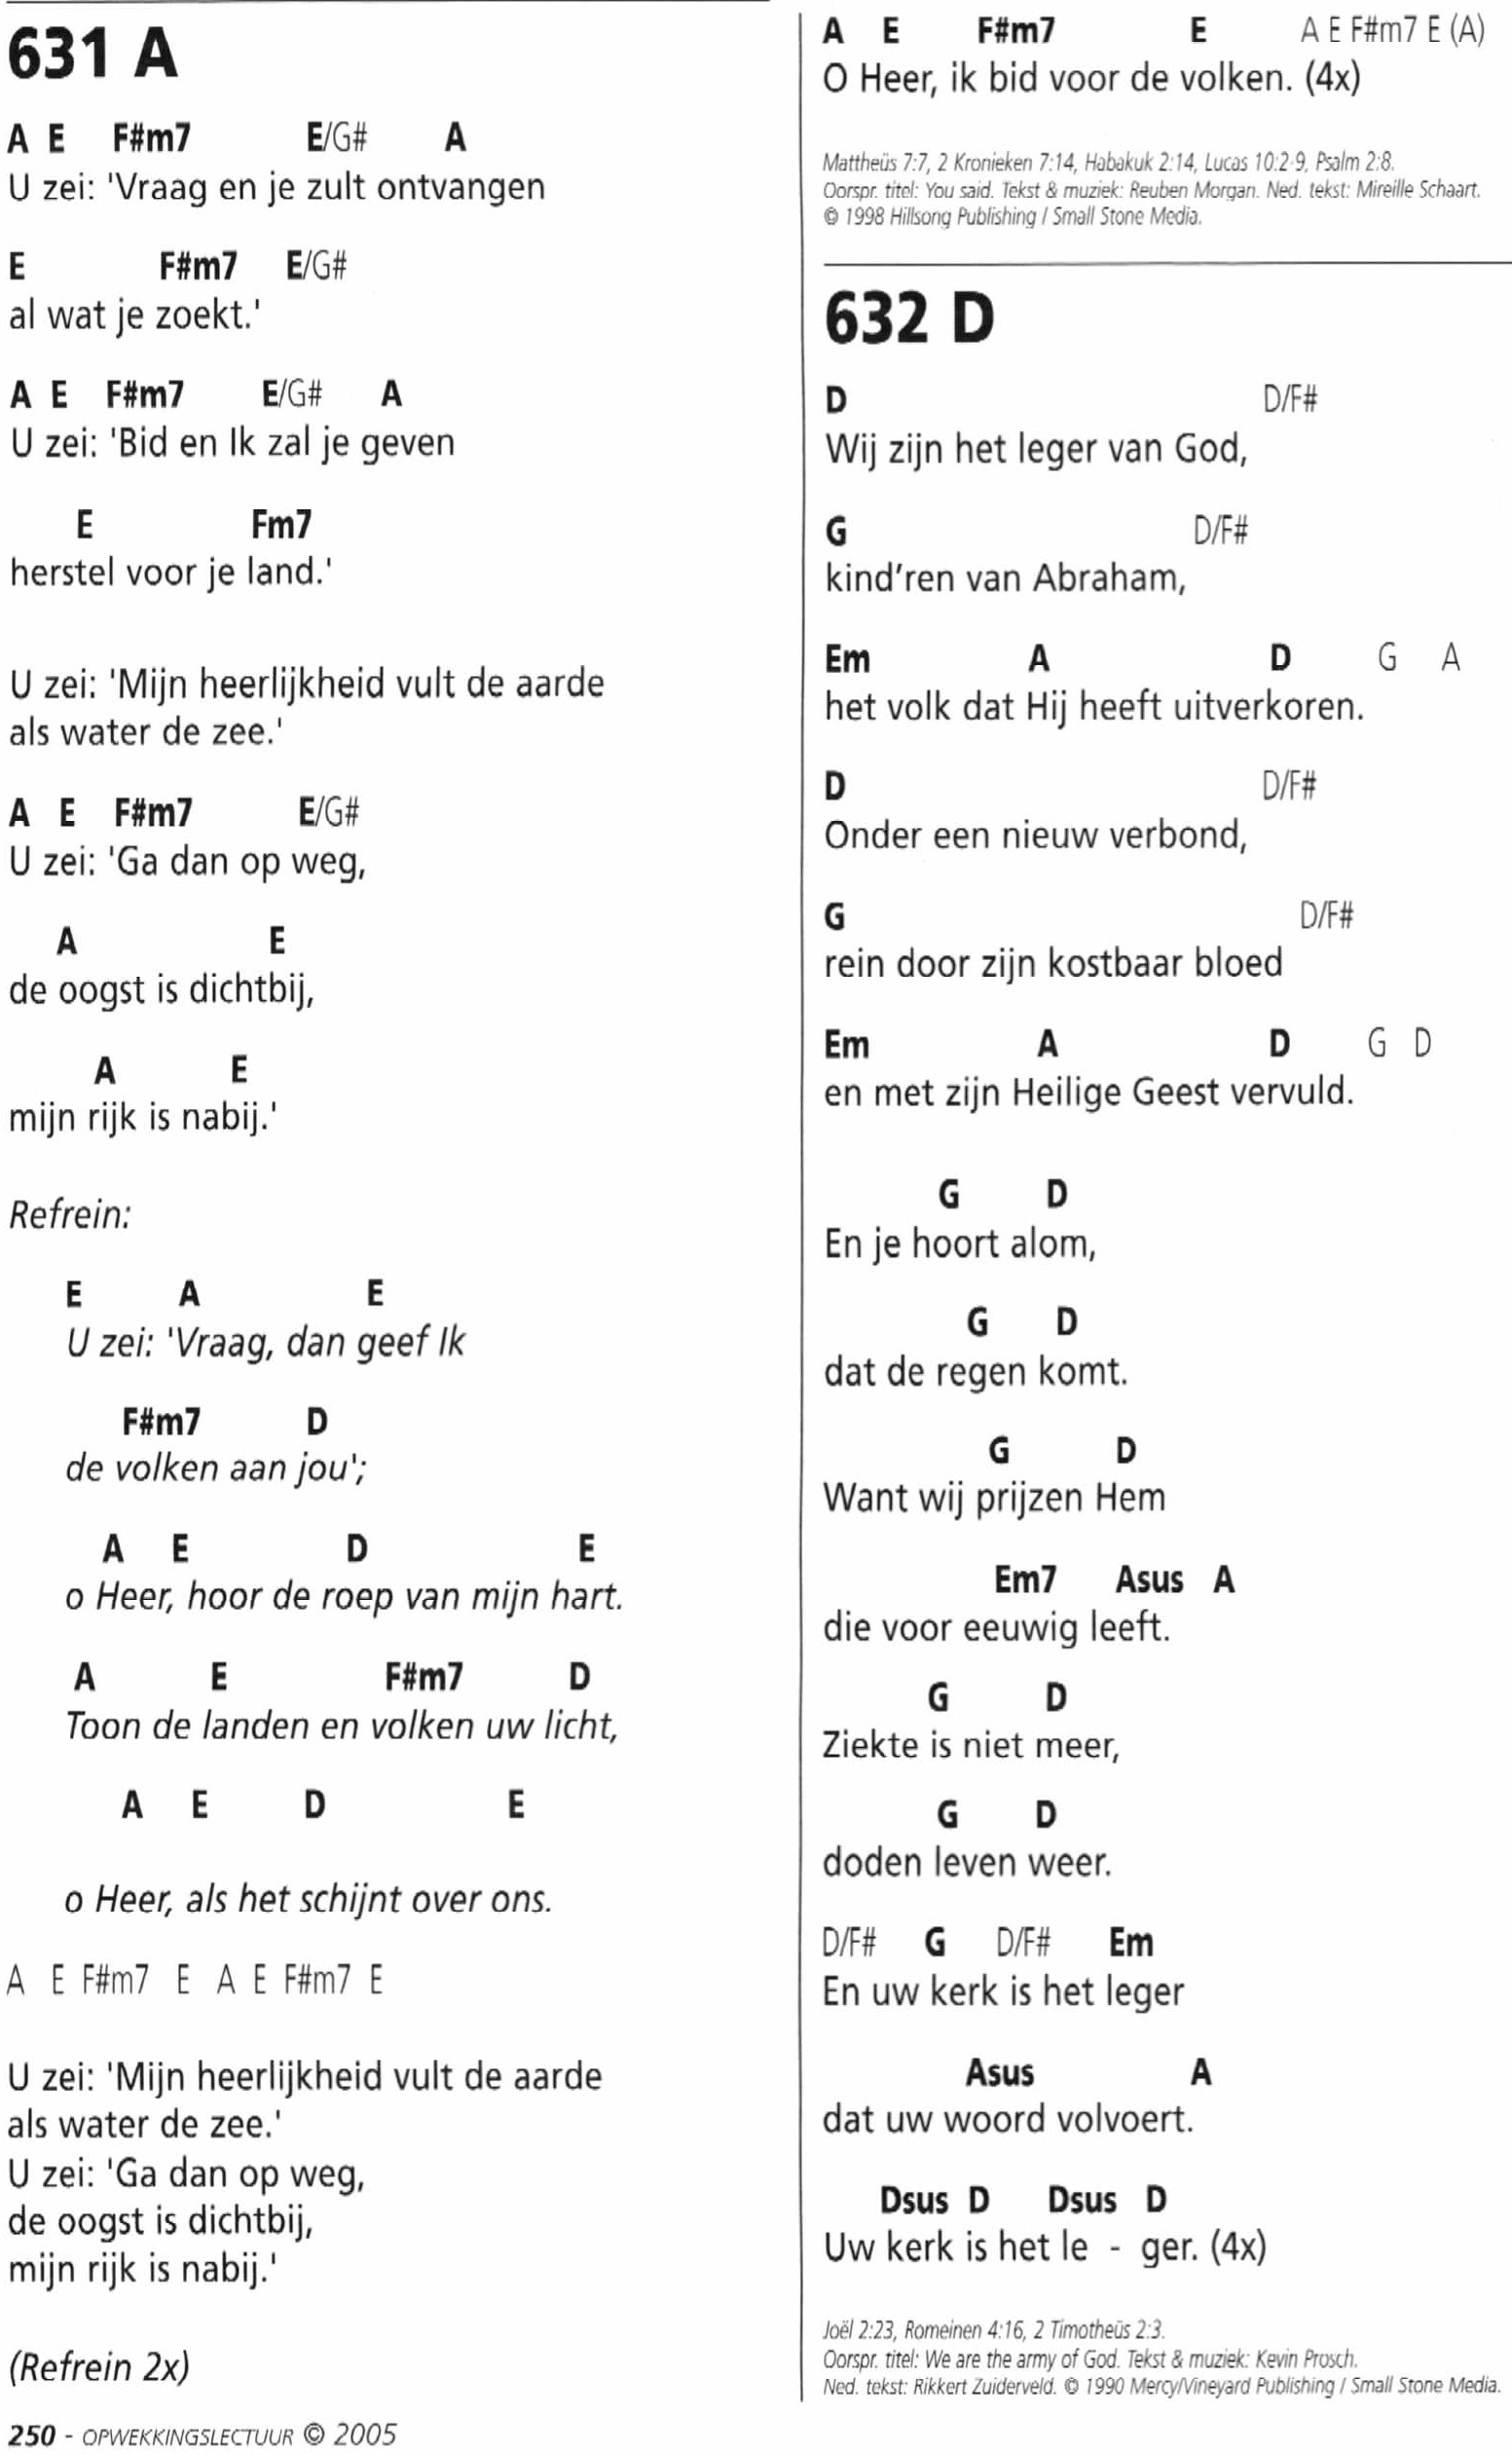 631 A
A E F#m7 E/G# A
U zei: 'Vraag en je zult ontvangen
E F#m7 E/G#
al wat je zoekt.'
A E F#m7 E/G# A
U zei: 'Bid en Ik zal je geven
E Fm7
herstel voor je land.'
U zei: 'Mijn heerlijkheid vult de aarde
als water de zee.'
A E F#m7 E/G#
U zei: 'Ga dan op weg,
A E
de oogst is dichtbij,
A E
mijn rijk is nabij.'
Refrein:
E A E
U zei: 'Vraag, dan geef Ik
F#m7 D
de volken aan jou';
A E D E
o Heer, hoor de roep van mijn hart.
A E F#m7 D
Toon de landen en volken uw licht,
A E D E
o Heer, als het schijnt over ons.
A E F#m7 E A E F#m7 E
U zei: 'Mijn heerlijkheid vult de aarde
als water de zee.'
U zei: 'Ga dan op weg,
de oogst is dichtbij,
mijn rijk is nabij.'
(Refrein 2x)
250 - OPWEKKINGSLECTUUR © 2005
A E F#m7 E A E F#m7 E (A)
O Heer, ik bid voor de volken. (4x)
Mattheüs 7:7, 2 Kronieken 7:14, Habakuk 2:14, Lucas 10:2-9, Psalm 2:8.
Oorspr. titel: You said. Tekst & muziek: Reuben Morgan. Ned. tekst: Mireille Schaart.
© 1998 Hillsong Publishing / Small Stone Media.
632 D
D D/F#
Wij zijn het leger van God,
G D/F#
kind'ren van Abraham,
Em A D G A
het volk dat Hij heeft uitverkoren.
D D/F#
Onder een nieuw verbond,
G D/F#
rein door zijn kostbaar bloed
Em A D G D
en met zijn Heilige Geest vervuld.
G D
En je hoort alom,
G D
dat de regen komt.
G D
Want wij prijzen Hem
Em7 Asus A
die voor eeuwig leeft.
G D
Ziekte is niet meer,
G D
doden leven weer.
D/F# G D/F# Em
En uw kerk is het leger
Asus A
dat uw woord volvoert.
Dsus D Dsus D
Uw kerk is het le - ger. (4x)
Joël 2:23, Romeinen 4:16, 2 Timotheüs 2:3.
Oorspr. titel: We are the army of God. Tekst & muziek: Kevin Prosch.
Ned. tekst: Rikkert Zuiderveld. © 1990 Mercy/Vineyard Publishing / Small Stone Media.